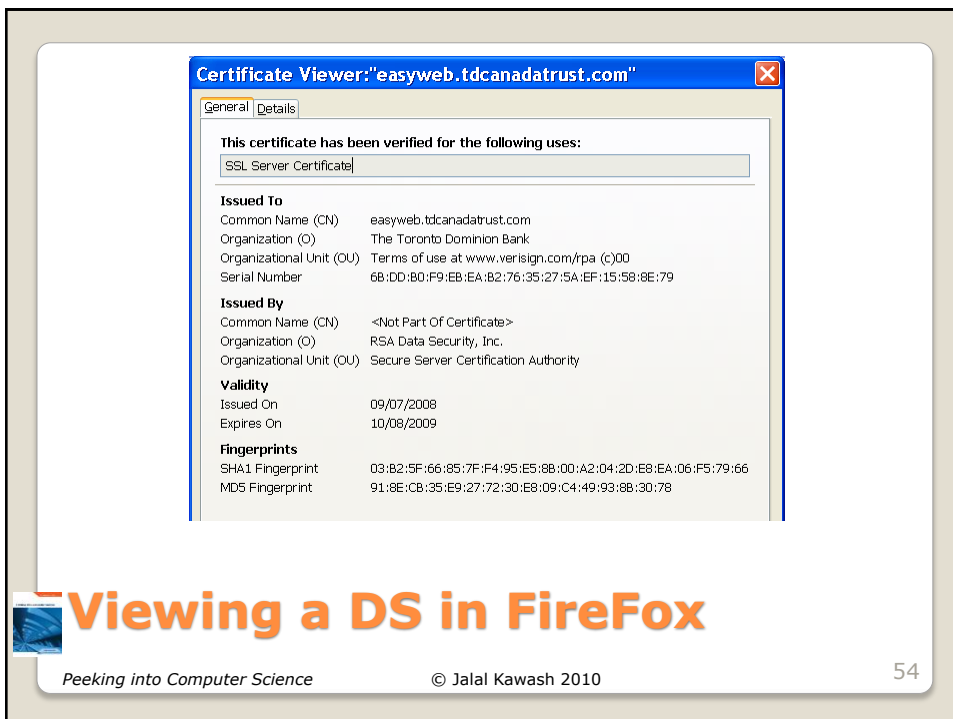 Certificate Viewer:"easyweb.tdcanadatrust.com"
General Details
This certificate has been verified for the following uses:
SSL Server Certificate
Issued To
Common Name (CN) easyweb.tdcanadatrust.com
Organization (O) The Toronto Dominion Bank
Organizational Unit (OU) Terms of use at www.verisign.com/rpa (c)00
Serial Number 6B:DD:B0:F9:EB:EA:B2:76:35:27:5A:EF:15:58:8E:79
Issued By
Common Name (CN) <Not Part Of Certificate>
Organization (O) RSA Data Security, Inc.
Organizational Unit (OU) Secure Server Certification Authority
Validity
Issued On 09/07/2008
Expires On 10/08/2009
Fingerprints
SHA1 Fingerprint 03:B2:5F:66:85:7F:F4:95:E5:8B:00:A2:04:2D:E8:EA:06:F5:79:66
MD5 Fingerprint 91:8E:CB:35:E9:27:72:30:E8:09:C4:49:93:8B:30:78
Viewing a DS in FireFox
Peeking into Computer Science © Jalal Kawash 2010 54